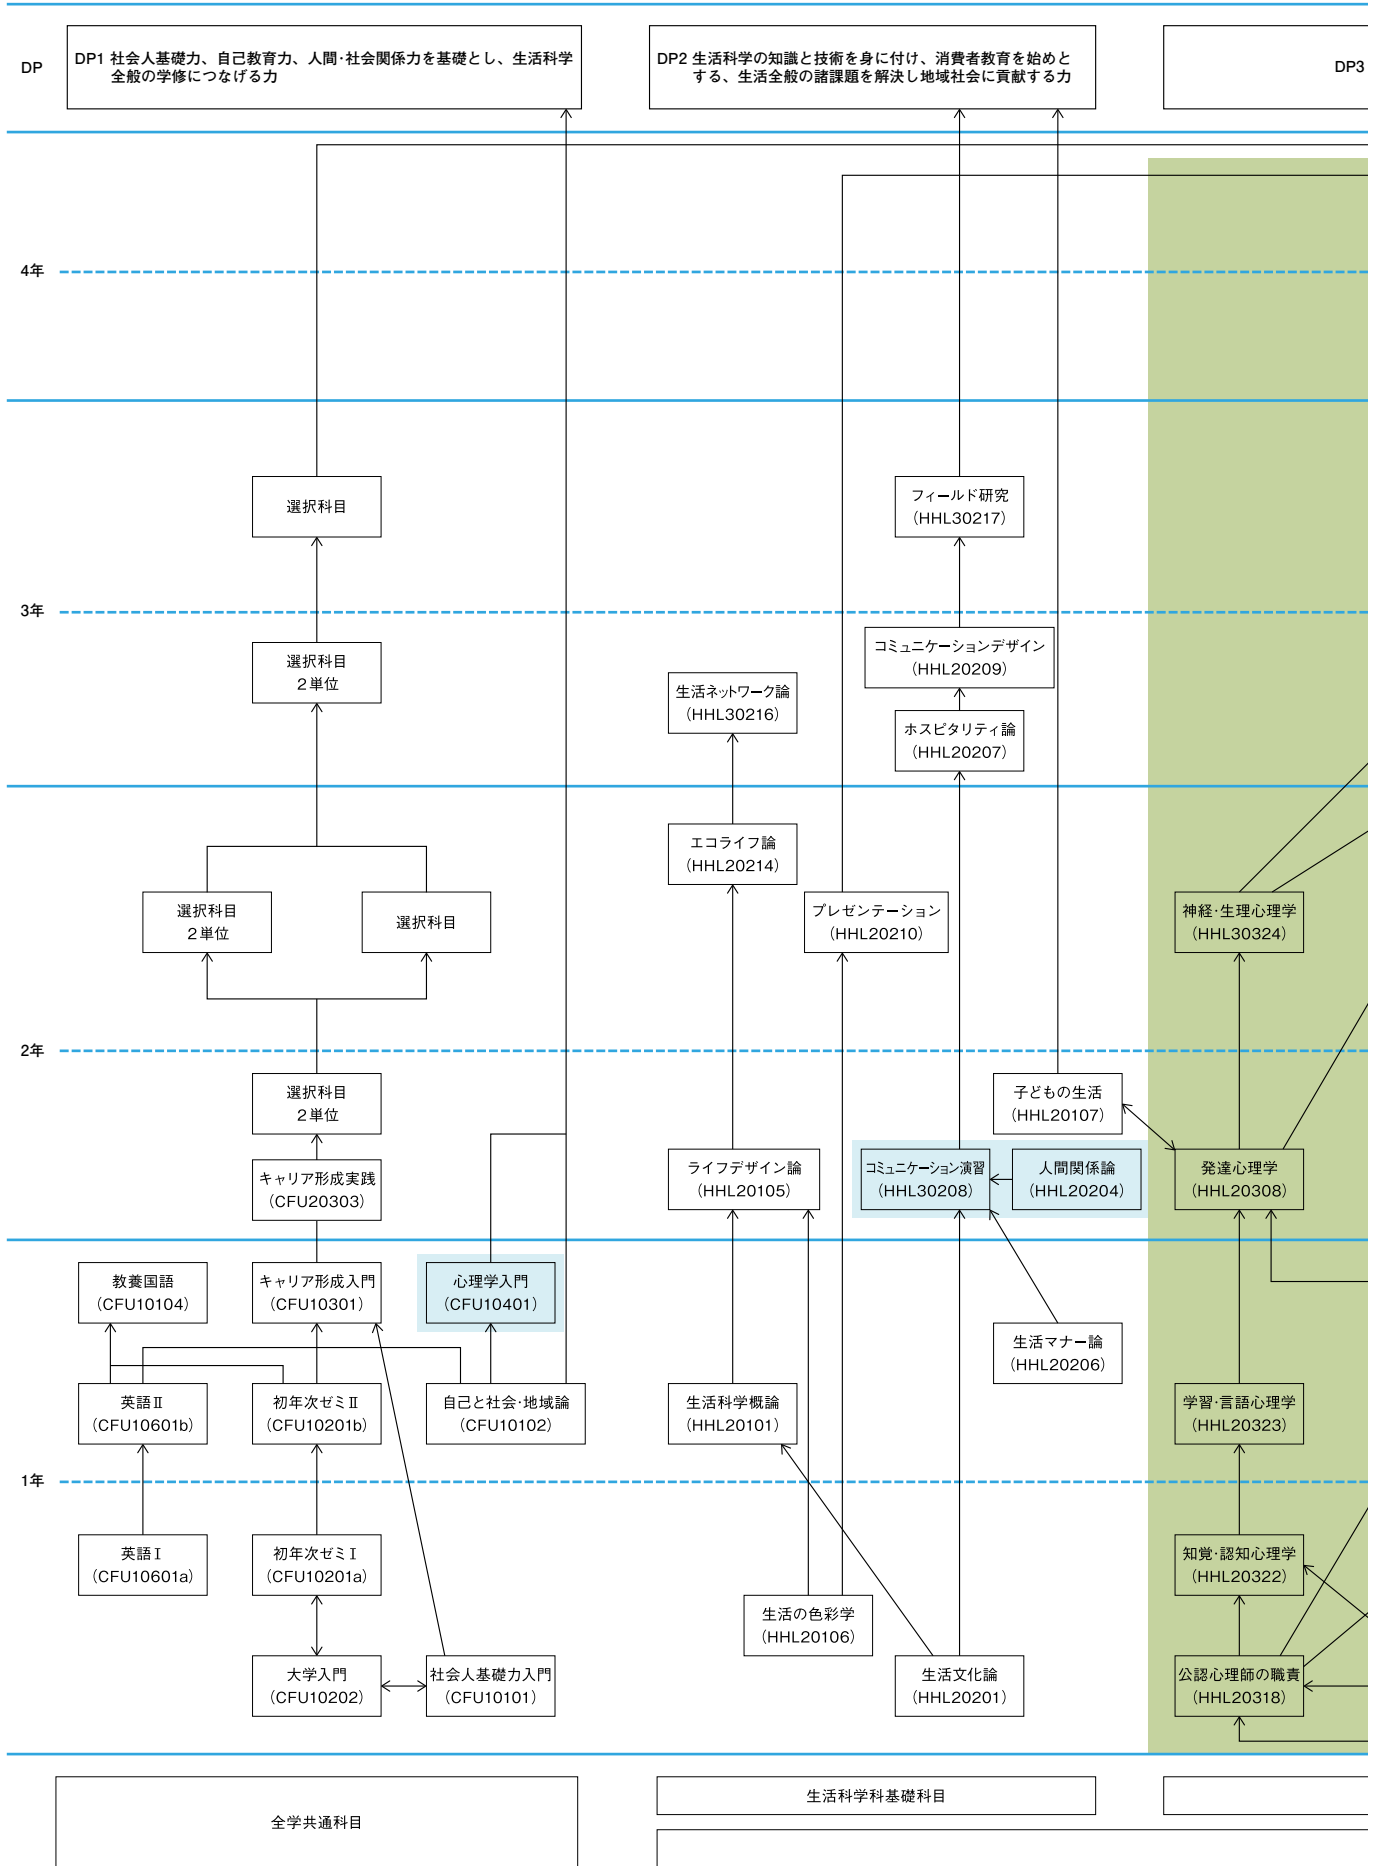 DP
DP1 社会人基礎力、自己教育力、人間・社会関係力を基礎とし、生活科学
全般の学修につなげる力
DP2 生活科学の知識と技術を身に付け、消費者教育を始めと
する、生活全般の諸課題を解決し地域社会に貢献する力
DP3
4年
選択科目
フィールド研究
(HHL30217)
3年
選択科目
2単位
コミュニケーションデザイン
(HHL20209)
生活ネットワーク論
(HHL30216)
ホスピタリティ論
(HHL20207)
エコライフ論
(HHL20214)
選択科目
2単位
選択科目
プレゼンテーション
(HHL20210)
神経・生理心理学
(HHL30324)
2年
選択科目
2単位
子どもの生活
(HHL20107)
キャリア形成実践
(CFU20303)
ライフデザイン論
(HHL20105)
コミュニケーション演習
(HHL30208)
人間関係論
(HHL20204)
発達心理学
(HHL20308)
教養国語
(CFU10104)
キャリア形成入門
(CFU10301)
心理学入門
(CFU10401)
生活マナー論
(HHL20206)
英語Ⅱ
(CFU10601b)
初年次ゼミⅡ
(CFU10201b)
自己と社会・地域論
(CFU10102)
生活科学概論
(HHL20101)
学習・言語心理学
(HHL20323)
1年
英語Ⅰ
(CFU10601a)
初年次ゼミⅠ
(CFU10201a)
知覚・認知心理学
(HHL20322)
生活の色彩学
(HHL20106)
大学入門
(CFU10202)
社会人基礎力入門
(CFU10101)
生活文化論
(HHL20201)
公認心理師の職責
(HHL20318)
全学共通科目
生活科学科基礎科目